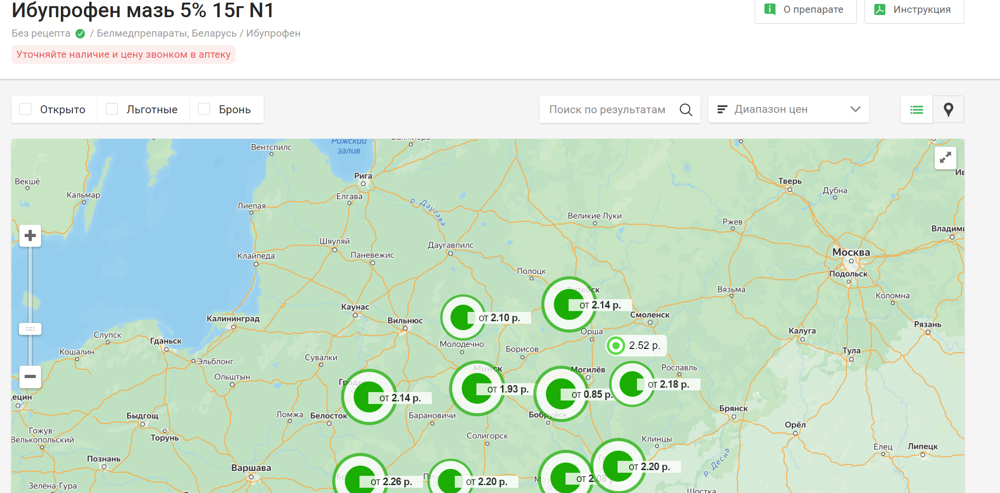 Ибупрофен мазь 5% 15г N1
О препарате
Инструкция
Без рецепта / Белмедпрепараты, Беларусь / Ибупрофен
Уточняйте наличие и цену звонком в аптеку
Открыто
Льготные
Бронь
Поиск по результатам
Диапазон цен
Рижский
залив
Вентспилс
Рига
Векшё
Кальмар
Елгава
р. Даугава
Лиепая
Великие Луки
Тверь
Дубна
Ржев
Владими
Шяуляй
Даугавпилс
Клайпеда
Паневежис
Москва
Подольск
Полоцк
Витебск
Вязьма
Коломна
от 2.14 р.
Каунас
Калининград
Вильнюс
от 2.10 р.
Смоленск
Рязань
Орша
Калуга
Слупск
Гданьск
Молодечно
2.52 р.
Кошалин
Борисов
Тула
Сувалки
Эльблонг
Минск
Могилёв
Рославль
Ольштын
Гродно
от 2.18 р.
от 1.93 р.
от 0.85 р.
от 2.14 р.
ецин
Быдгощ
Ломжа
Белосток
Барановичи
Бобруйск
Брянск
Орёл
Гожув-
Велькопольский
Торунь
Солигорск
Клинцы
Елец
Липецк
Познань
Варшава
р. Десна
от 2.20 р.
от 2.26 р.
Пин
от 2.20 р.
Моз
от 2.08 р.
Зелёна-Гура
Шостка